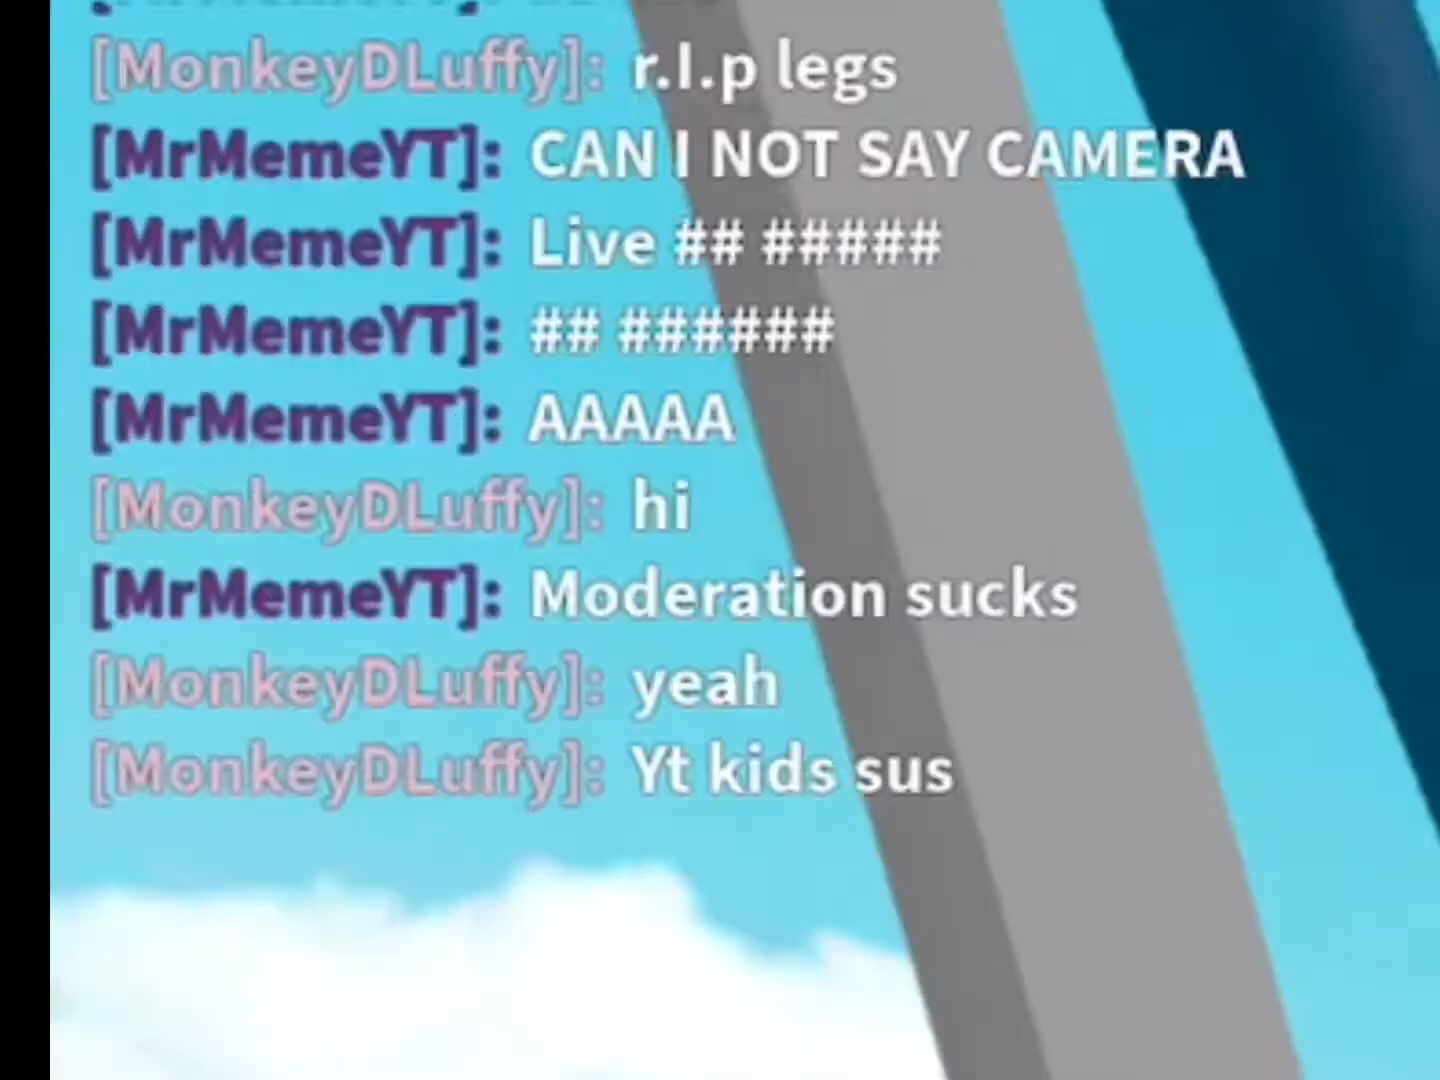 [MonkeyDLuffy]: r.I.p legs
[MrMemeYT]: CAN I NOT SAY CAMERA
[MrMemeYT]: Live ## #####
[MrMemeYT]: ## ######
[MrMemeYT]: AAAAA
[MonkeyDLuffy]: hi
[MrMemeYT]: Moderation sucks
[MonkeyDLuffy]: yeah
[MonkeyDLuffy]: Yt kids sus